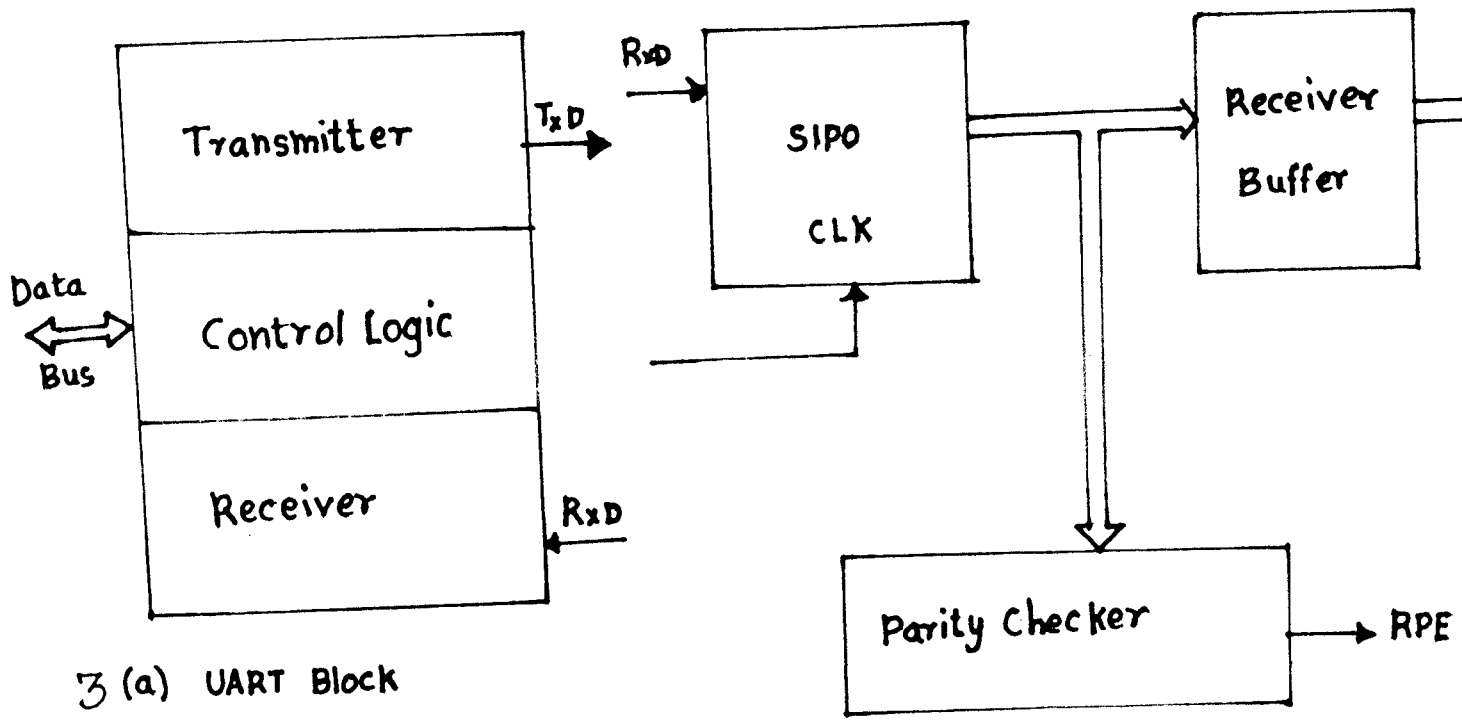 Transmitter
TxD
Control Logic
Data
Bus
Receiver
RxD
3 (a) UART Block
RxD
SIPO
CLK
Receiver
Buffer
Parity Checker
RPE